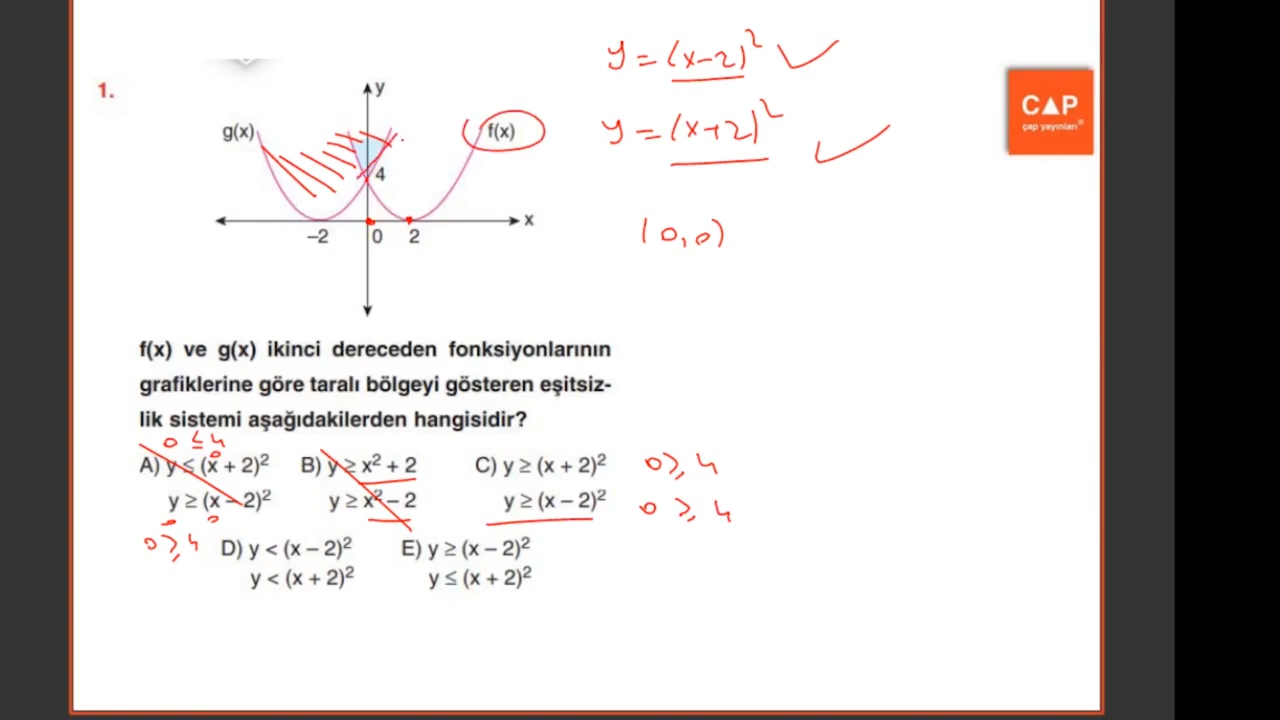 y = (x-2)²
1.
y
g(x)
f(x)
y = (x+2)²
CAP
çap yayınları®
4
x
-2
0
2
(0,0)
f(x) ve g(x) ikinci dereceden fonksiyonlarının
grafiklerine göre taralı bölgeyi gösteren eşitsiz-
lik sistemi aşağıdakilerden hangisidir?
0 ≤ 4
A) y ≤ (x + 2)² B) y ≥ x² + 2 C) y ≥ (x + 2)² 0 ≥ 4
y ≥ (x – 2)² y ≥ x² – 2 y ≥ (x – 2)² 0 ≥ 4
0 ≥ 4 D) y < (x – 2)² E) y ≥ (x – 2)²
y < (x + 2)² y ≤ (x + 2)²